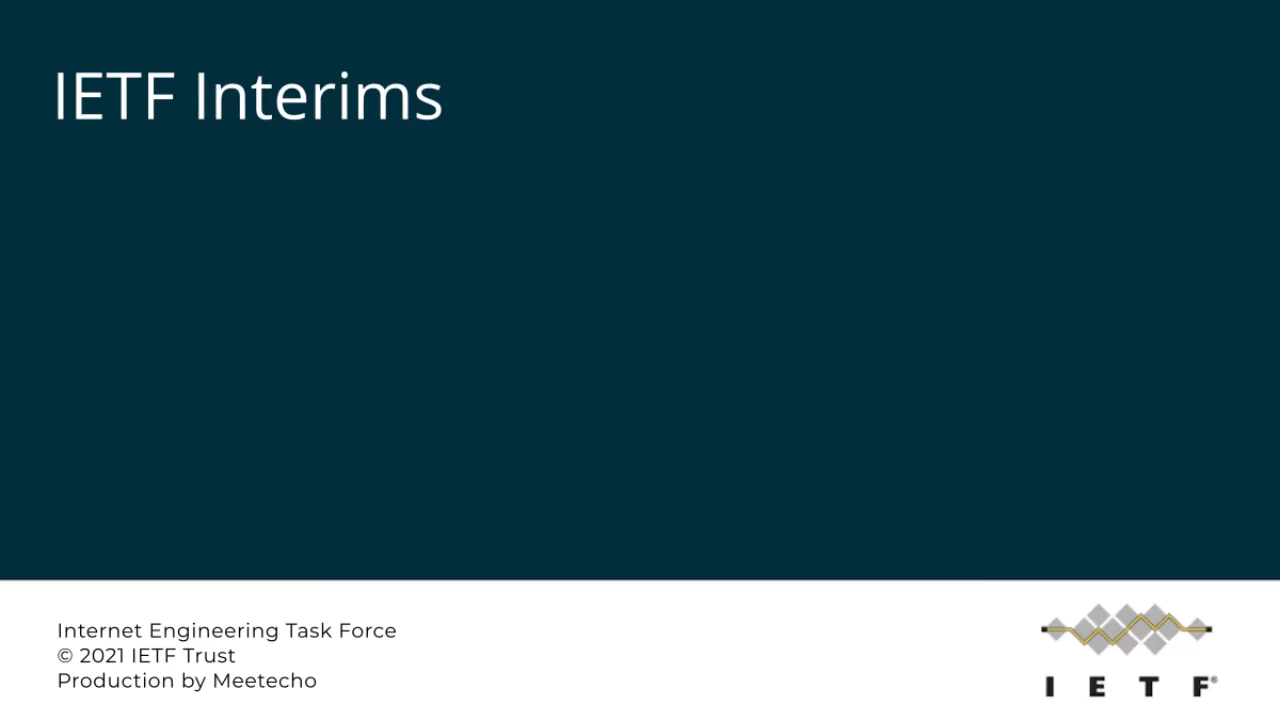 IETF Interims
Internet Engineering Task Force
© 2021 IETF Trust
Production by Meetecho
I E T F®